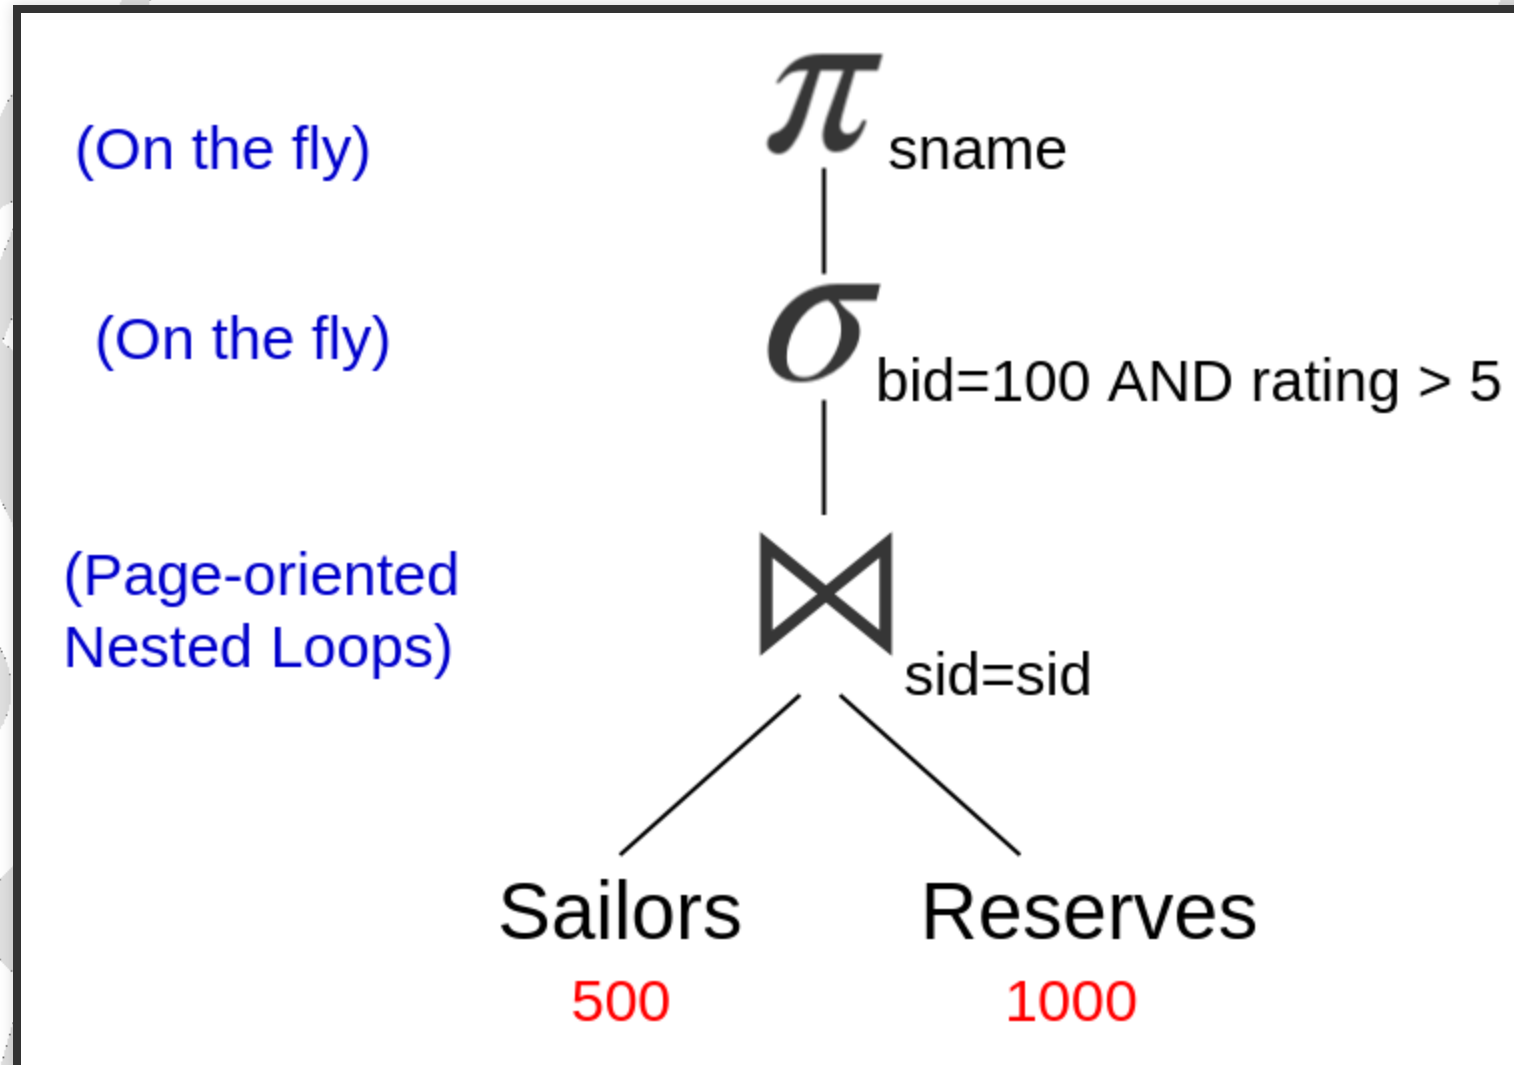 (On the fly)
π sname
(On the fly)
σ bid=100 AND rating > 5
(Page-oriented
Nested Loops)
⋈ sid=sid
Sailors Reserves
500 1000